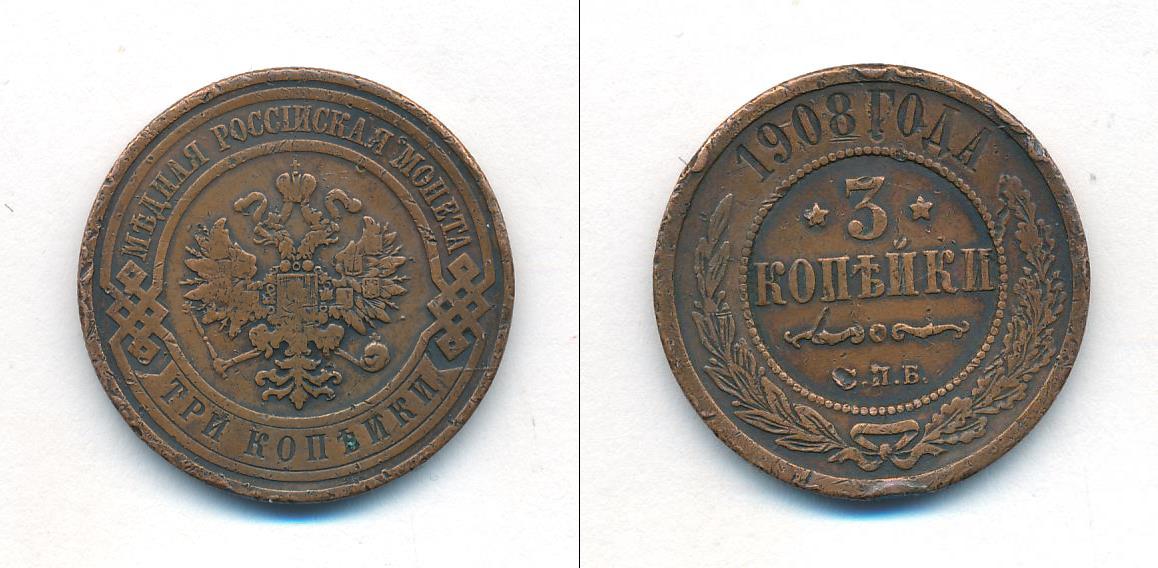 МѢДНАЯ РОССІЙСКАЯ МОНЕТА
ТРИ КОПѢЙКИ
1908 ГОДА
3
КОПѢЙКИ
С.П.Б.